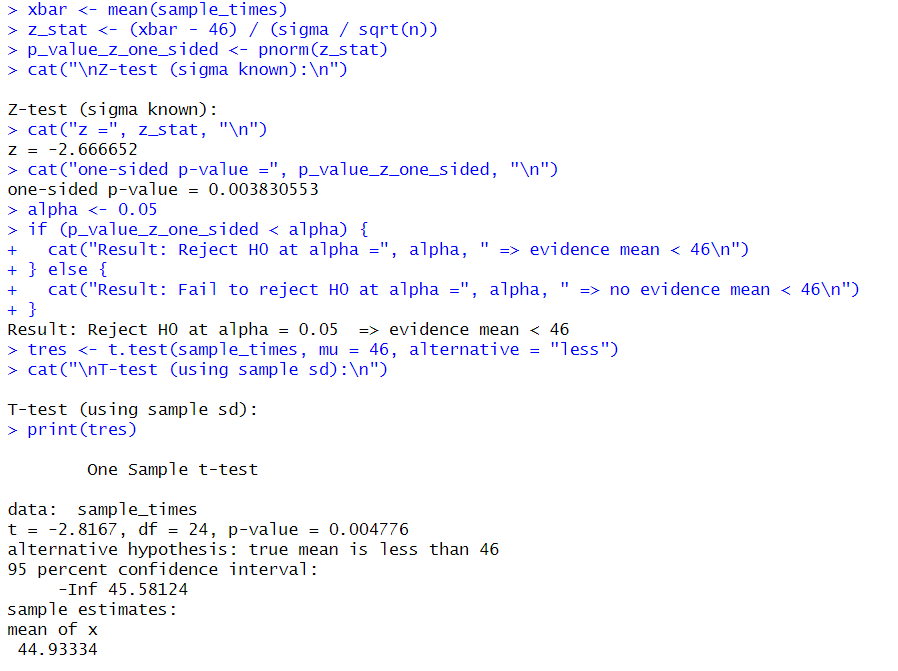 > xbar <- mean(sample_times)
> z_stat <- (xbar - 46) / (sigma / sqrt(n))
> p_value_z_one_sided <- pnorm(z_stat)
> cat("\nZ-test (sigma known):\n")

Z-test (sigma known):
> cat("z =", z_stat, "\n")
z = -2.666652
> cat("one-sided p-value =", p_value_z_one_sided, "\n")
one-sided p-value = 0.003830553
> alpha <- 0.05
> if (p_value_z_one_sided < alpha) {
+   cat("Result: Reject H0 at alpha =", alpha, " => evidence mean < 46\n")
+ } else {
+   cat("Result: Fail to reject H0 at alpha =", alpha, " => no evidence mean < 46\n")
+ }
Result: Reject H0 at alpha = 0.05  => evidence mean < 46
> tres <- t.test(sample_times, mu = 46, alternative = "less")
> cat("\nT-test (using sample sd):\n")

T-test (using sample sd):
> print(tres)

        One Sample t-test

data:  sample_times
t = -2.8167, df = 24, p-value = 0.004776
alternative hypothesis: true mean is less than 46
95 percent confidence interval:
     -Inf 45.58124
sample estimates:
mean of x
 44.93334